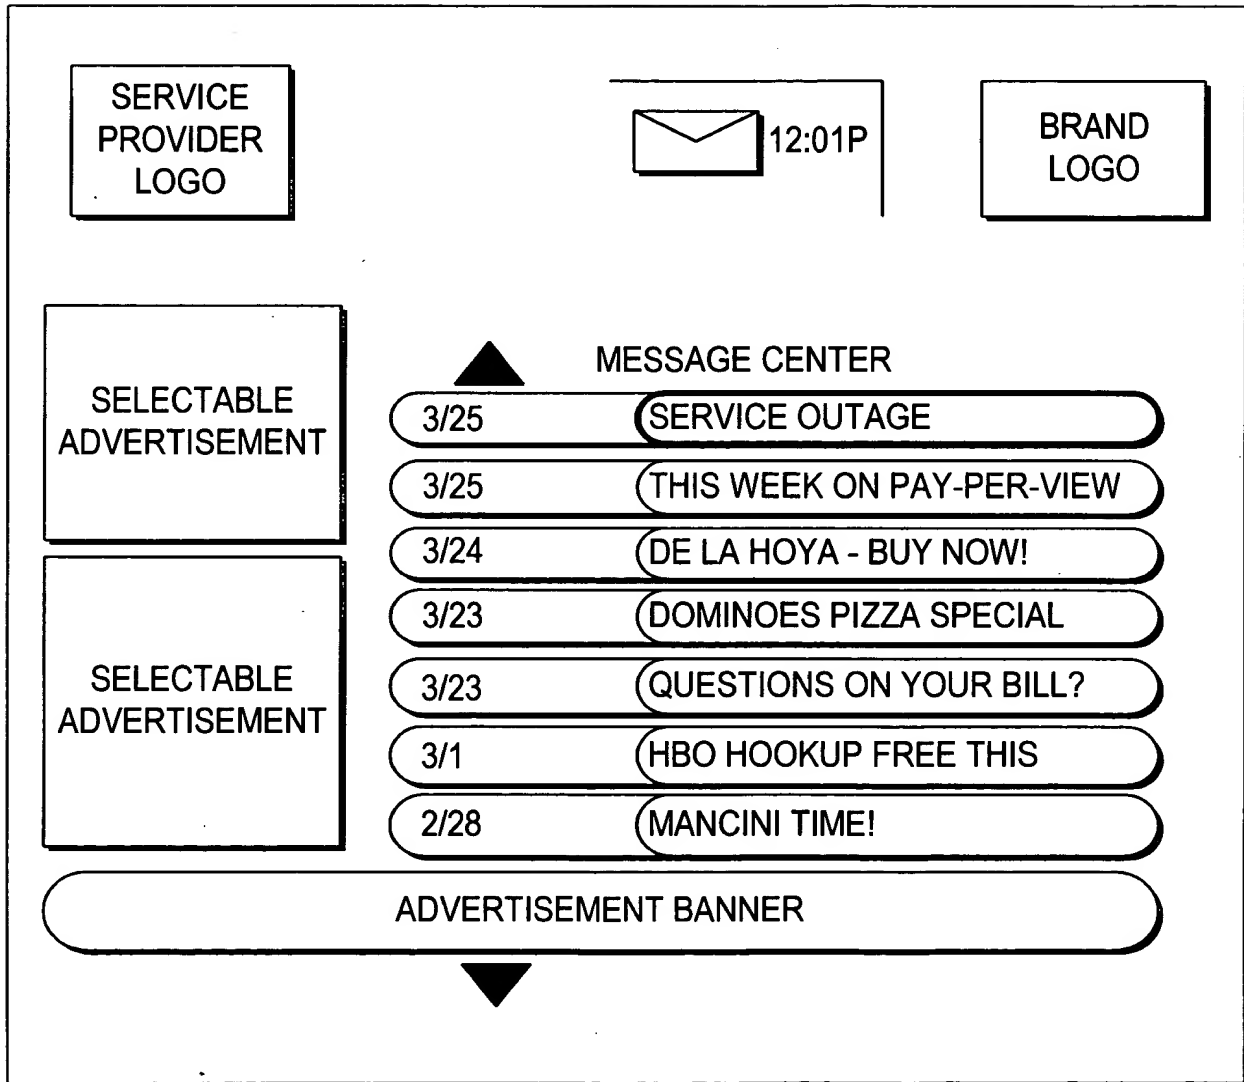 SERVICE
PROVIDER
LOGO
12:01P
BRAND
LOGO
SELECTABLE
ADVERTISEMENT
SELECTABLE
ADVERTISEMENT
MESSAGE CENTER
3/25 SERVICE OUTAGE
3/25 THIS WEEK ON PAY-PER-VIEW
3/24 DE LA HOYA - BUY NOW!
3/23 DOMINOES PIZZA SPECIAL
3/23 QUESTIONS ON YOUR BILL?
3/1 HBO HOOKUP FREE THIS
2/28 MANCINI TIME!
ADVERTISEMENT BANNER